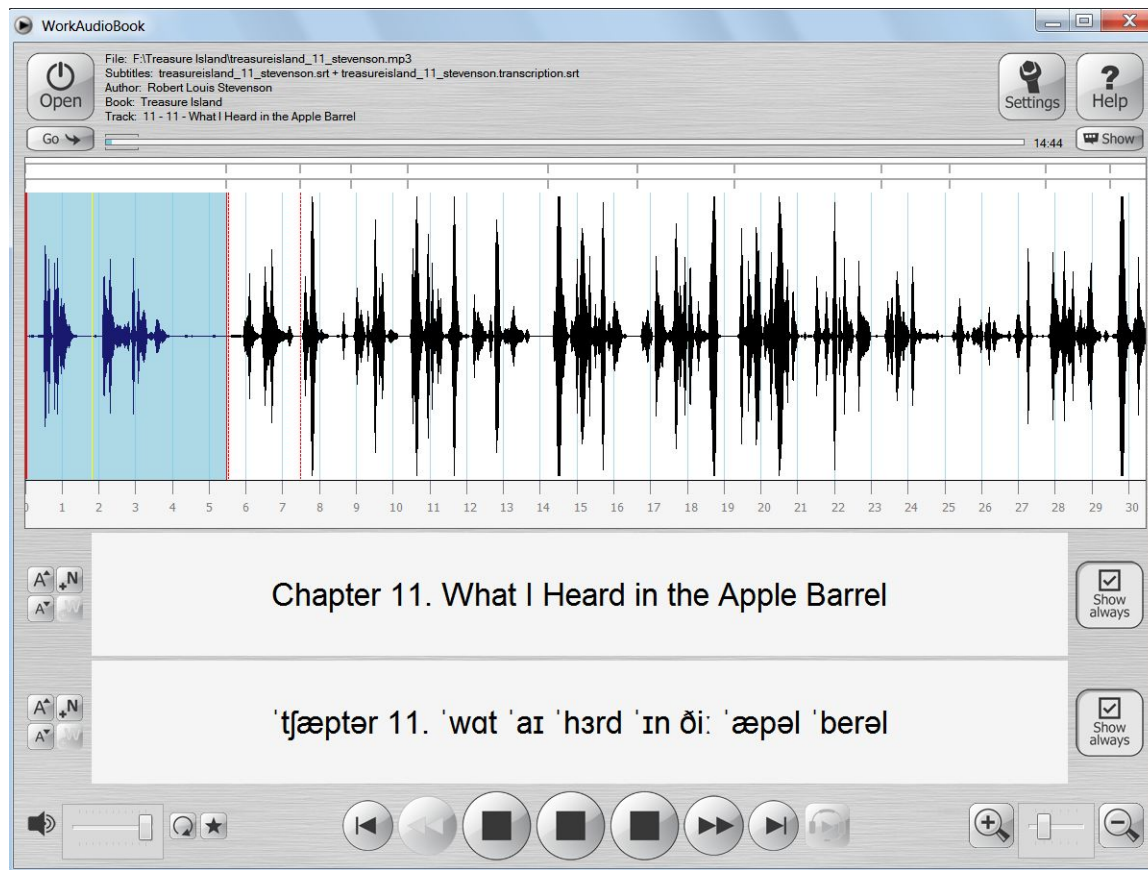 WorkAudioBook
File: F:\Treasure Island\treasureisland_11_stevenson.mp3
Subtitles: treasureisland_11_stevenson.srt + treasureisland_11_stevenson.transcription.srt
Author: Robert Louis Stevenson
Book: Treasure Island
Track: 11 - 11 - What I Heard in the Apple Barrel
Open
Settings
Help
Go
14:44
Show
0 1 2 3 4 5 6 7 8 9 10 11 12 13 14 15 16 17 18 19 20 21 22 23 24 25 26 27 28 29 30
A +N
A W
Chapter 11. What I Heard in the Apple Barrel
Show
always
A +N
A W
ˈtʃæptər 11. ˈwɑt ˈaɪ ˈhɜrd ˈɪn ðiː ˈæpəl ˈberəl
Show
always